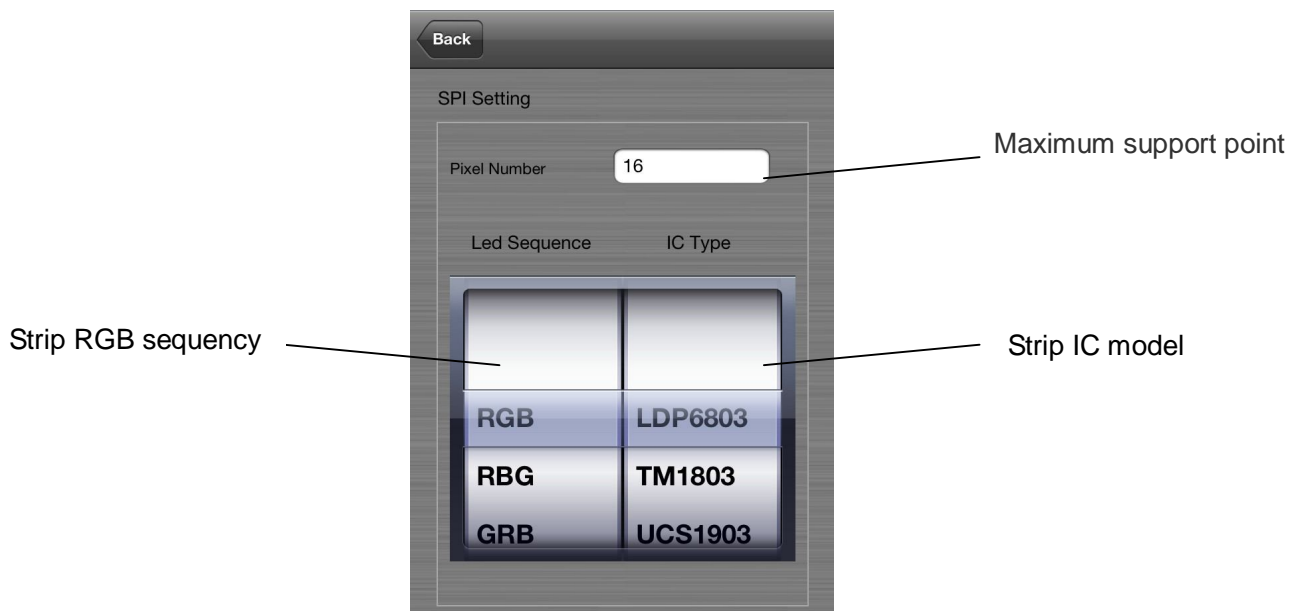 Back
SPI Setting
Pixel Number 16
Maximum support point
Led Sequence IC Type
Strip RGB sequency
Strip IC model
RGB LDP6803
RBG TM1803
GRB UCS1903